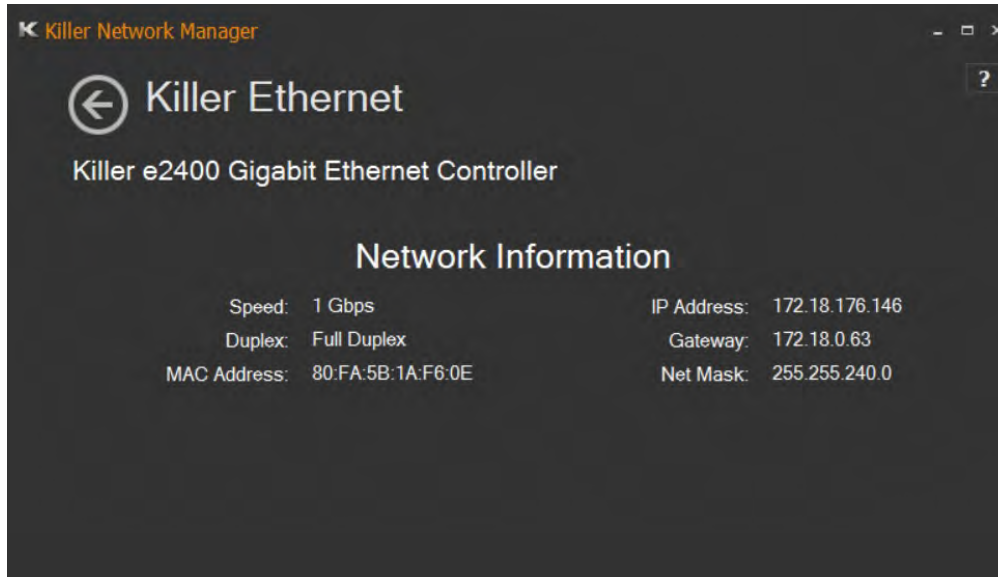 Killer Network Manager
?
Killer Ethernet
Killer e2400 Gigabit Ethernet Controller
Network Information
Speed: 1 Gbps
Duplex: Full Duplex
MAC Address: 80:FA:5B:1A:F6:0E
IP Address: 172.18.176.146
Gateway: 172.18.0.63
Net Mask: 255.255.240.0